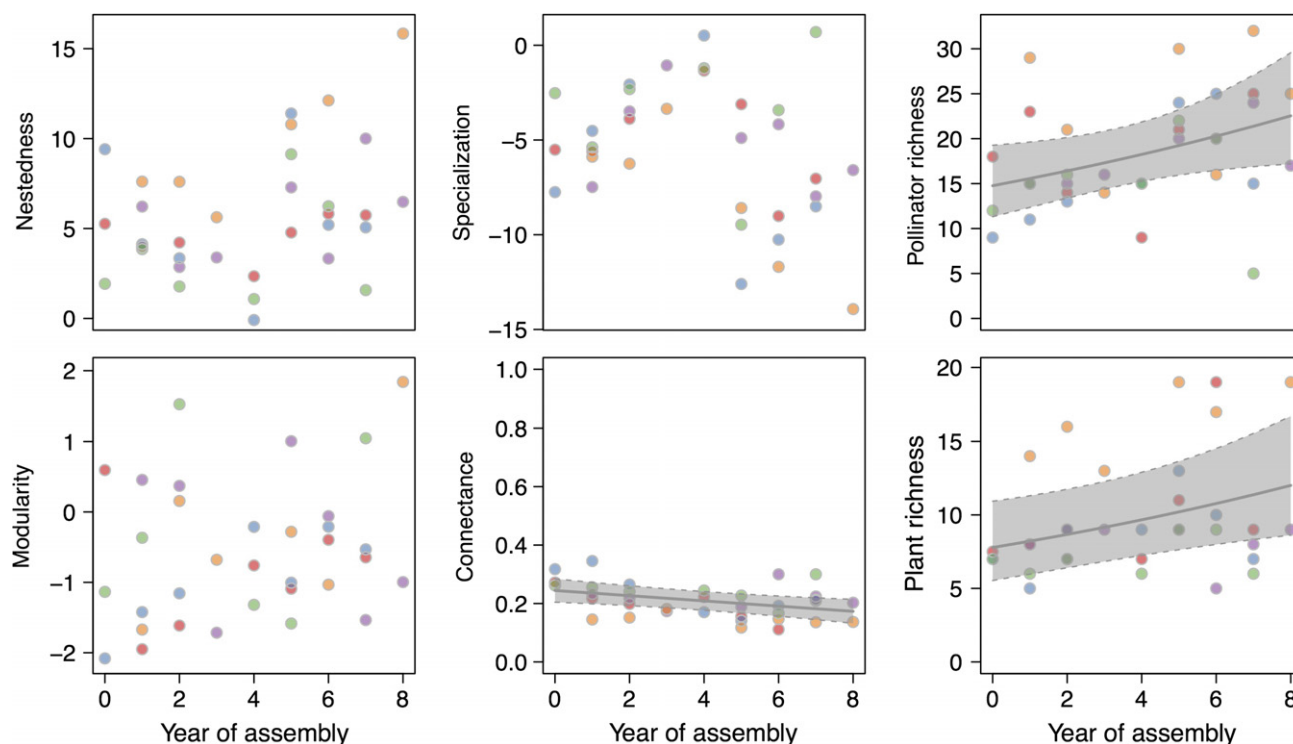 Nestedness
15
10
5
0
Specialization
0
−5
−10
−15
Pollinator richness
30
25
20
15
10
5
0
Modularity
2
1
0
−1
−2
0 2 4 6 8
Year of assembly
Connectance
1.0
0.8
0.6
0.4
0.2
0.0
0 2 4 6 8
Year of assembly
Plant richness
20
15
10
5
0
0 2 4 6 8
Year of assembly